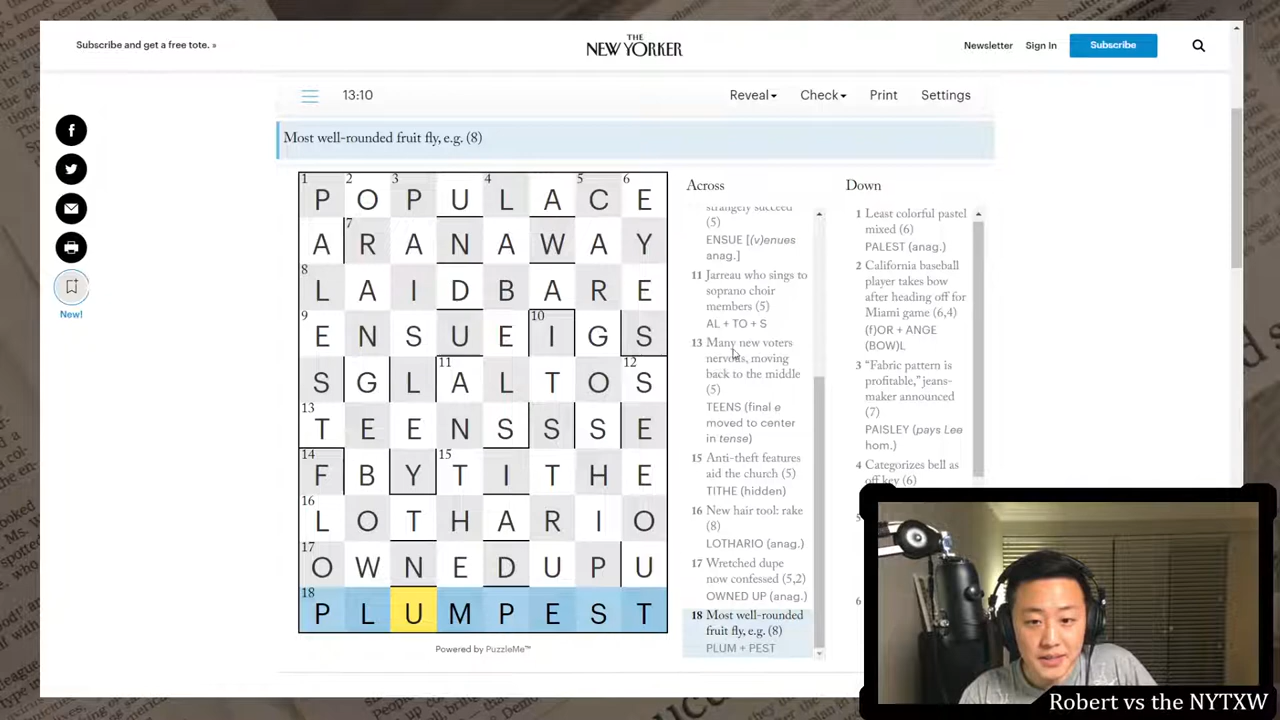 Subscribe and get a free tote. »
THE
NEW YORKER
Newsletter Sign In Subscribe
13:10
Reveal Check Print Settings
Most well-rounded fruit fly, e.g. (8)
New!
1 P 2 O 3 P U 4 L A 5 C 6 E
A 7 R A N A W A Y
8 L A I D B A R E
9 E N S U E 10 I G S
S G L 11 A L T O 12 S
13 T E E N S S S E
14 F B Y 15 T I T H E
16 L O T H A R I O
17 O W N E D U P U
18 P L U M P E S T
Powered by PuzzleMe™
Across
strangely succeed
(5)
ENSUE [(v)enues
anag.]
11 Jarreau who sings to
soprano choir
members (5)
AL + TO + S
13 Many new voters
nervous, moving
back to the middle
(5)
TEENS (final e
moved to center
in tense)
15 Anti-theft features
aid the church (5)
TITHE (hidden)
16 New hair tool: rake
(8)
LOTHARIO (anag.)
17 Wretched dupe
now confessed (5,2)
OWNED UP (anag.)
18 Most well-rounded
fruit fly, e.g. (8)
PLUM + PEST
Down
1 Least colorful pastel
mixed (6)
PALEST (anag.)
2 California baseball
player takes bow
after heading off for
Miami game (6,4)
(f)OR + ANGE
(BOW)L
3 "Fabric pattern is
profitable," jeans-
maker announced
(7)
PAISLEY (pays Lee
hom.)
4 Categorizes bell as
off key (6)
5
6
Robert vs the NYTXW